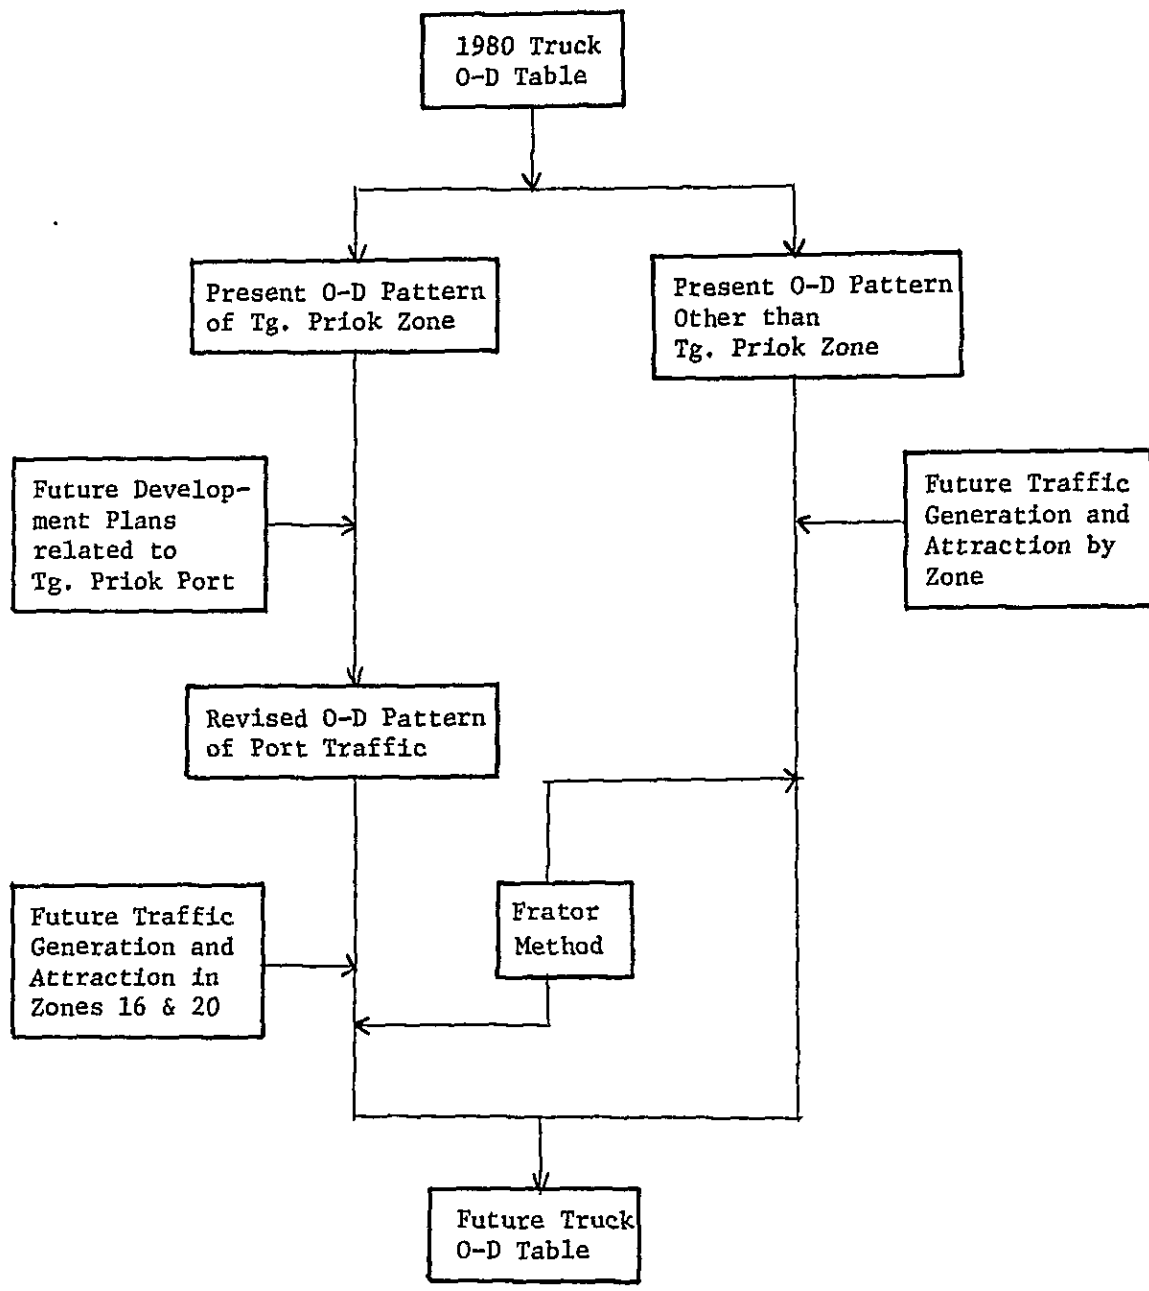 1980 Truck
O-D Table
Present O-D Pattern
of Tg. Priok Zone
Present O-D Pattern
Other than
Tg. Priok Zone
Future Develop-
ment Plans
related to
Tg. Priok Port
Future Traffic
Generation and
Attraction by
Zone
Revised O-D Pattern
of Port Traffic
Future Traffic
Generation and
Attraction in
Zones 16 & 20
Frator
Method
Future Truck
O-D Table